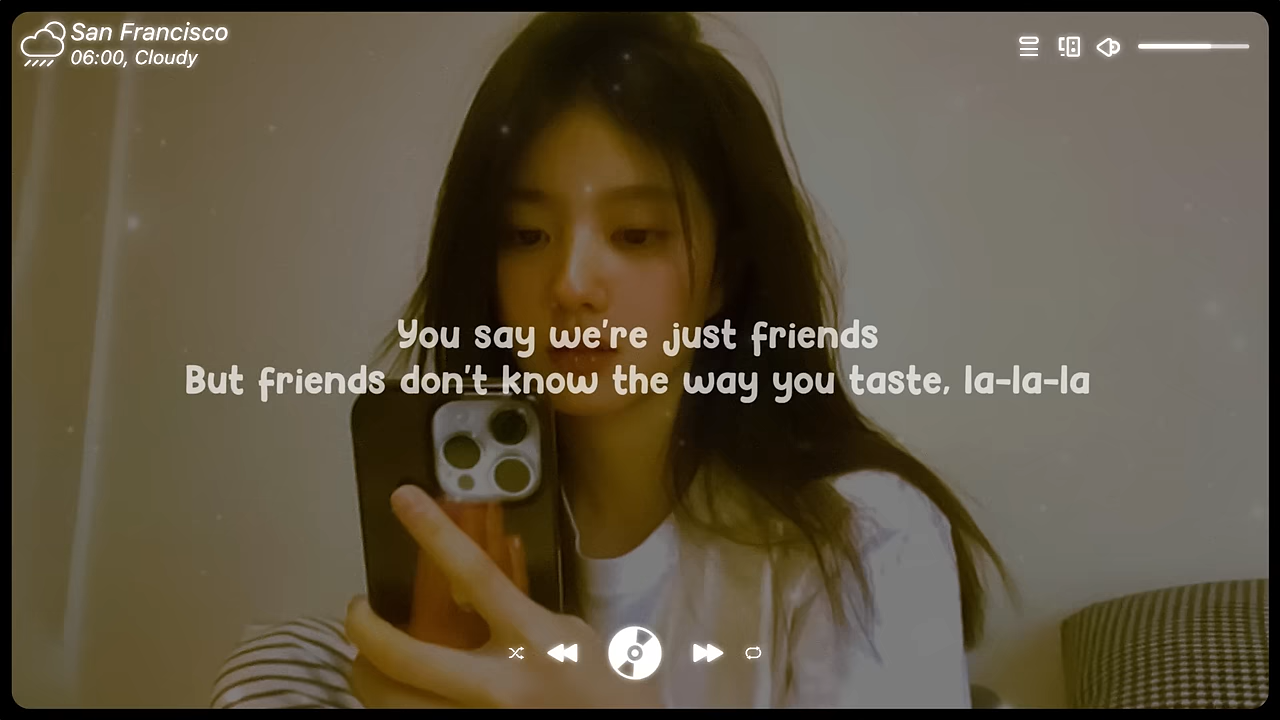 San Francisco
06:00, Cloudy
You say we're just friends
But friends don't know the way you taste, la-la-la